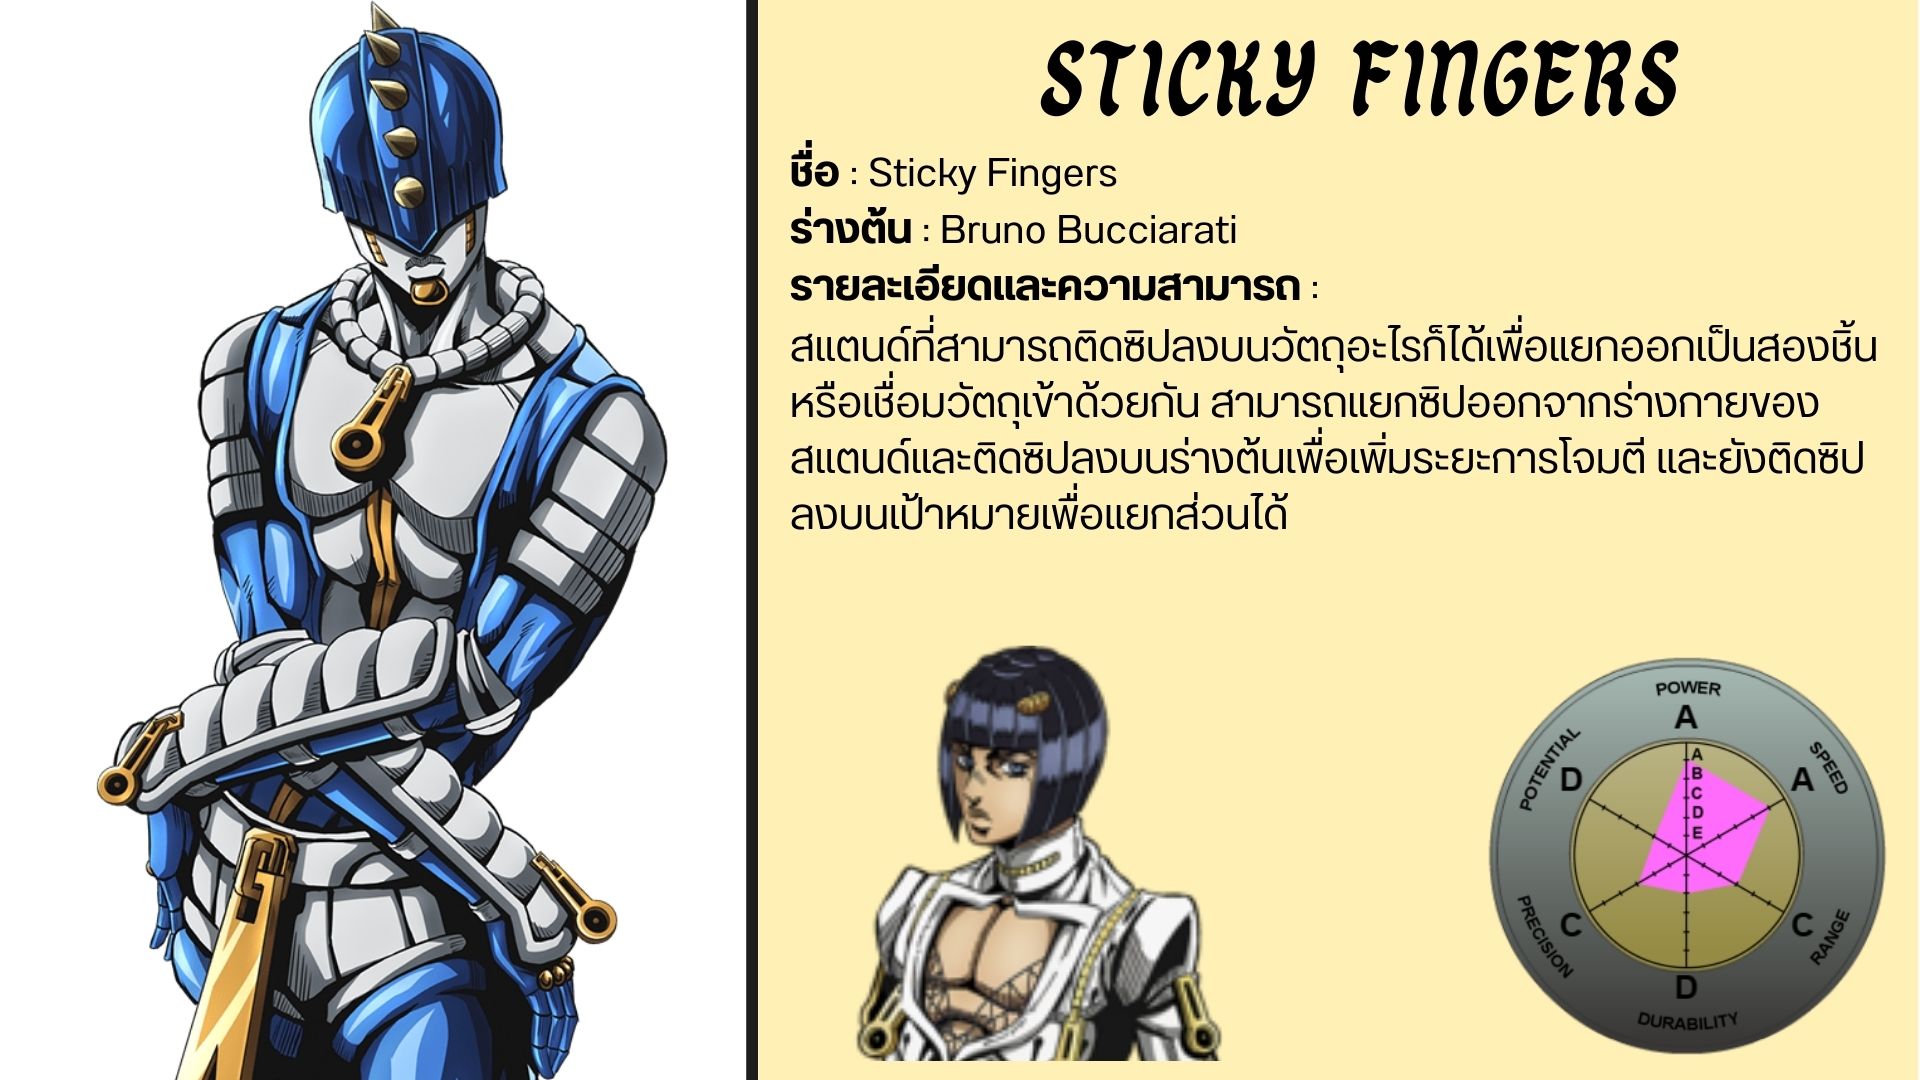 STICKY FINGERS
ชื่อ : Sticky Fingers
ร่างต้น : Bruno Bucciarati
รายละเอียดและความสามารถ :
สแตนด์ที่สามารถติดซิปลงบนวัตถุอะไรก็ได้เพื่อแยกออกเป็นสองชิ้น
หรือเชื่อมวัตถุเข้าด้วยกัน สามารถแยกซิปออกจากร่างกายของ
สแตนด์และติดซิปลงบนร่างต้นเพื่อเพิ่มระยะการโจมตี และยังติดซิป
ลงบนเป้าหมายเพื่อแยกส่วนได้
POWER
A
SPEED
A
RANGE
C
DURABILITY
D
PRECISION
C
POTENTIAL
D
A
B
C
D
E